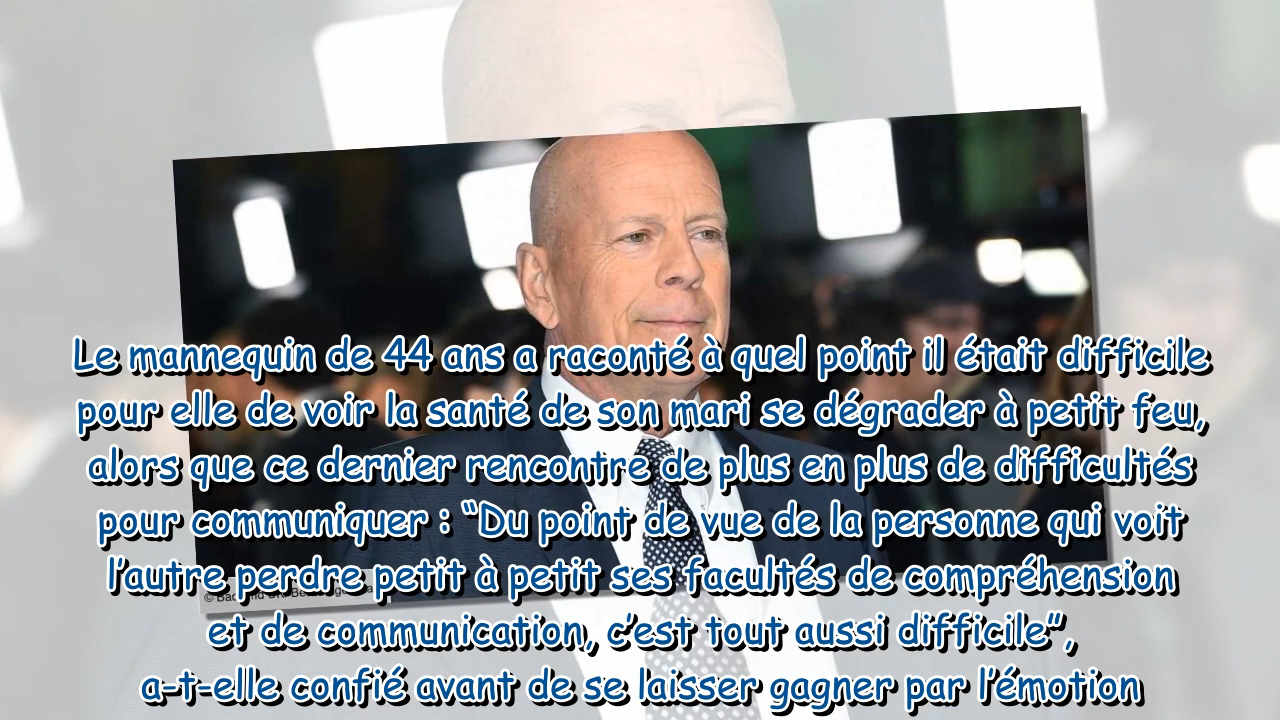 Le mannequin de 44 ans a raconté à quel point il était difficile
pour elle de voir la santé de son mari se dégrader à petit feu,
alors que ce dernier rencontre de plus en plus de difficultés
pour communiquer : “Du point de vue de la personne qui voit
l’autre perdre petit à petit ses facultés de compréhension
et de communication, c’est tout aussi difficile”,
a-t-elle confié avant de se laisser gagner par l’émotion